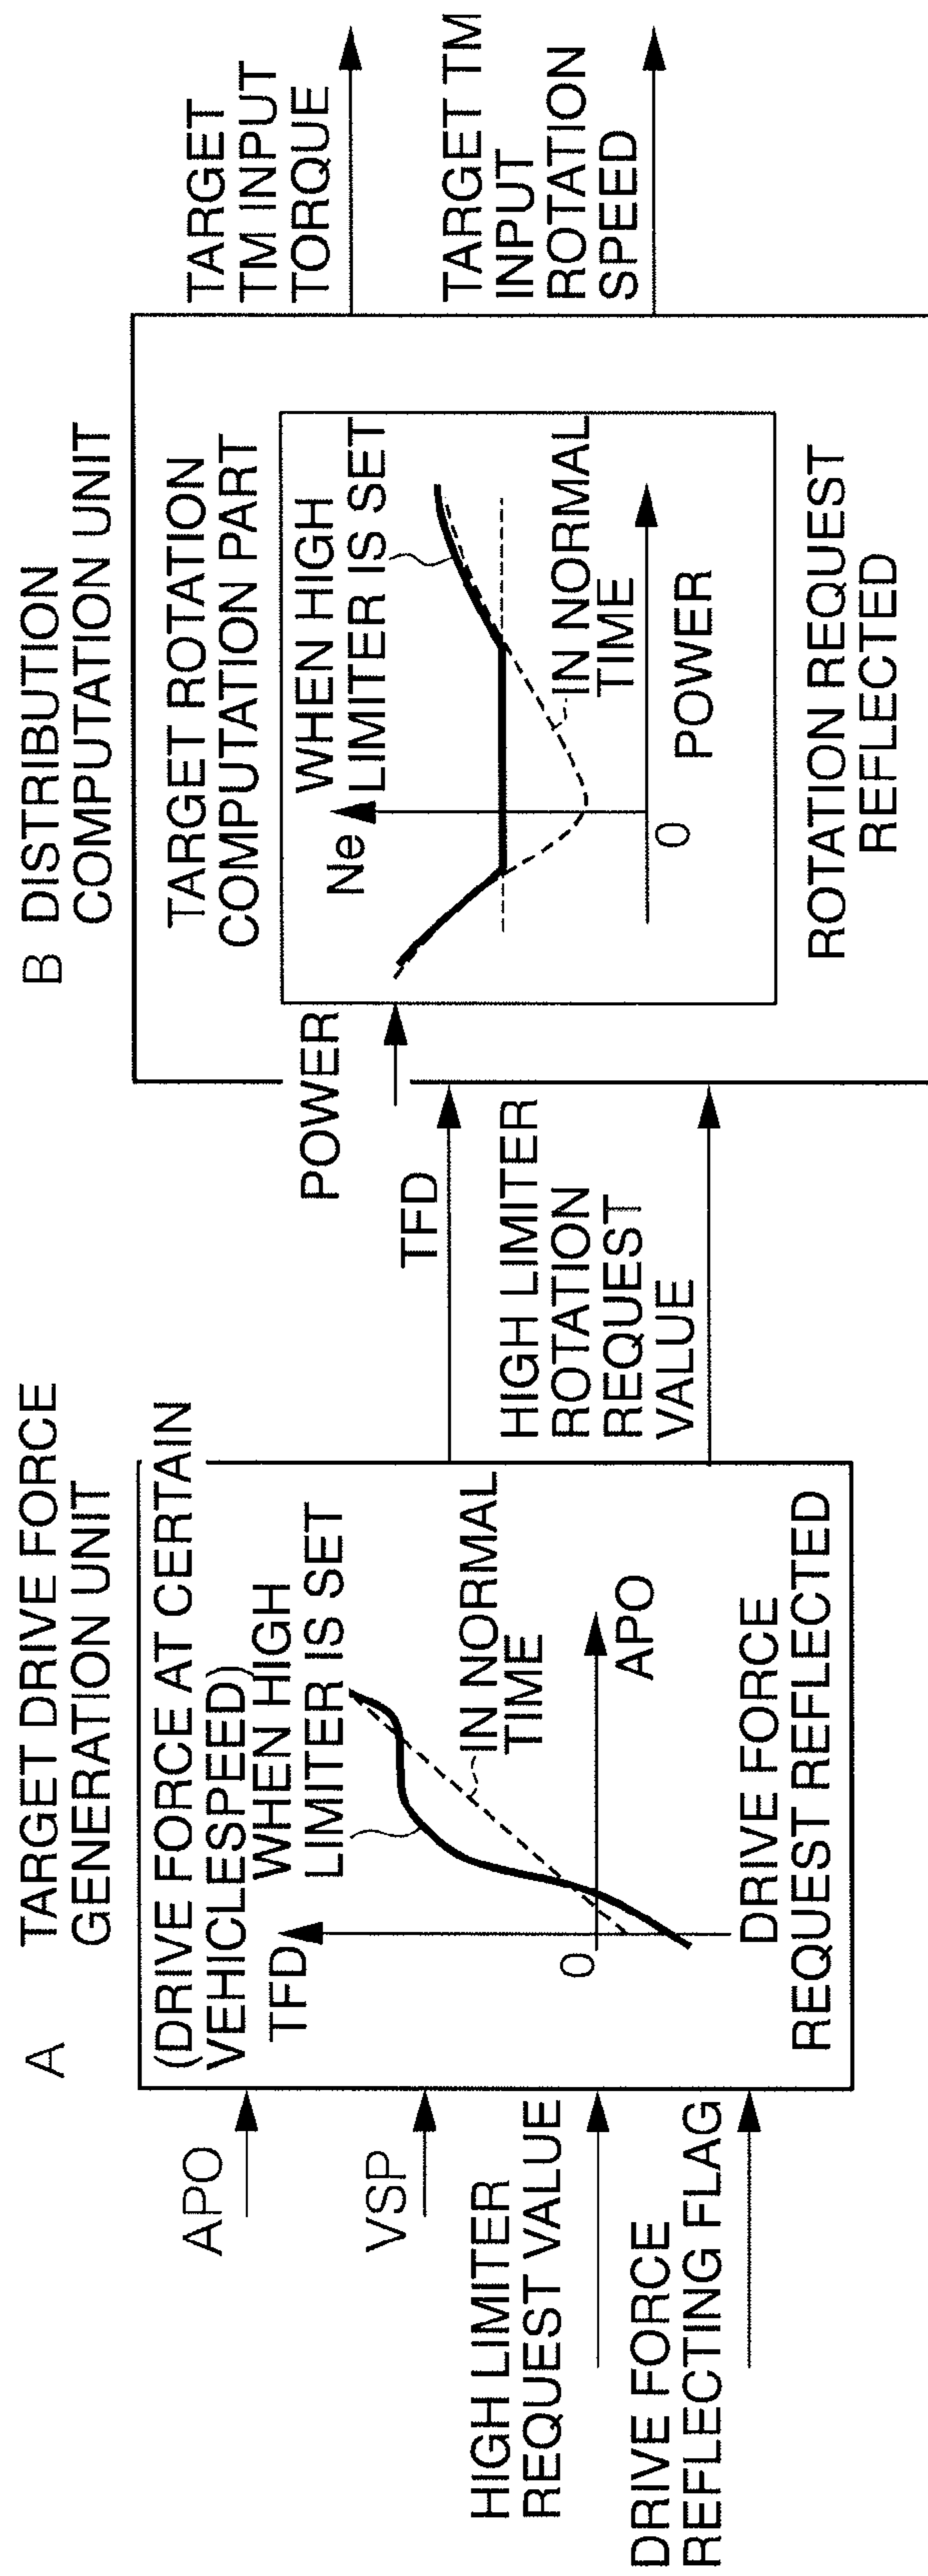 A TARGET DRIVE FORCE
GENERATION UNIT
APO
VSP
HIGH LIMITER
REQUEST VALUE
DRIVE FORCE
REFLECTING FLAG
(DRIVE FORCE AT CERTAIN
VEHICLESPEED)
WHEN HIGH
LIMITER IS SET
TFD
IN NORMAL
TIME
0
APO
DRIVE FORCE
REQUEST REFLECTED
POWER
TFD
HIGH LIMITER
ROTATION
REQUEST
VALUE
B DISTRIBUTION
COMPUTATION UNIT
TARGET ROTATION
COMPUTATION PART
WHEN HIGH
LIMITER IS SET
Ne
IN NORMAL
TIME
0
POWER
ROTATION REQUEST
REFLECTED
TARGET
TM INPUT
TORQUE
TARGET TM
INPUT
ROTATION
SPEED